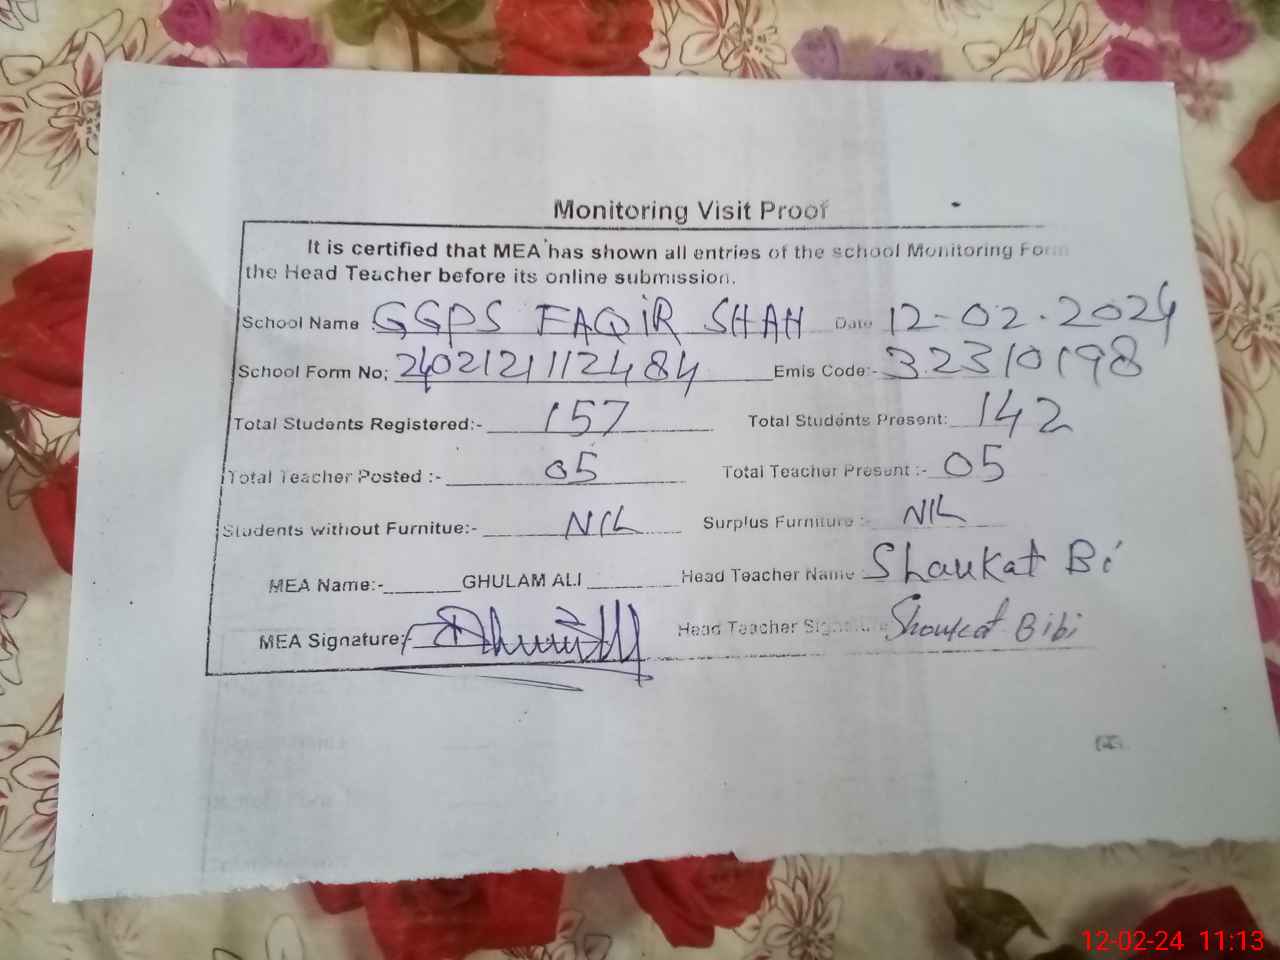 Monitoring Visit Proof
It is certified that MEA has shown all entries of the school Monitoring Form
the Head Teacher before its online submission.
School Name GGPS FAQIR SHAH Date 12-02-2024
School Form No; 2402121112484 Emis Code:- 32310198
Total Students Registered:- 157 Total Students Present: 142
Total Teacher Posted :- 05 Total Teacher Present :- 05
Students without Furnitue:- NIL Surplus Furniture :- NIL
MEA Name:- GHULAM ALI Head Teacher Name : Shaukat Bi
MEA Signature:- Head Teacher Signature Shoukat Bibi
12-02-24 11:13